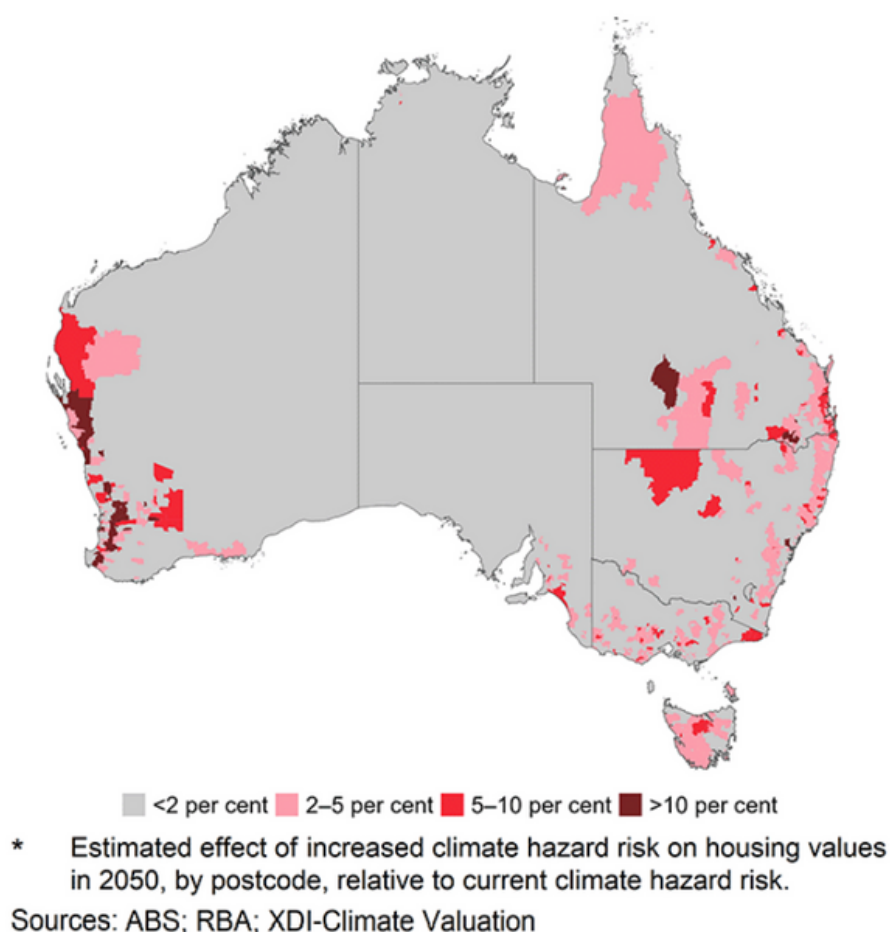 <2 per cent 2–5 per cent 5–10 per cent >10 per cent
* Estimated effect of increased climate hazard risk on housing values
in 2050, by postcode, relative to current climate hazard risk.
Sources: ABS; RBA; XDI-Climate Valuation